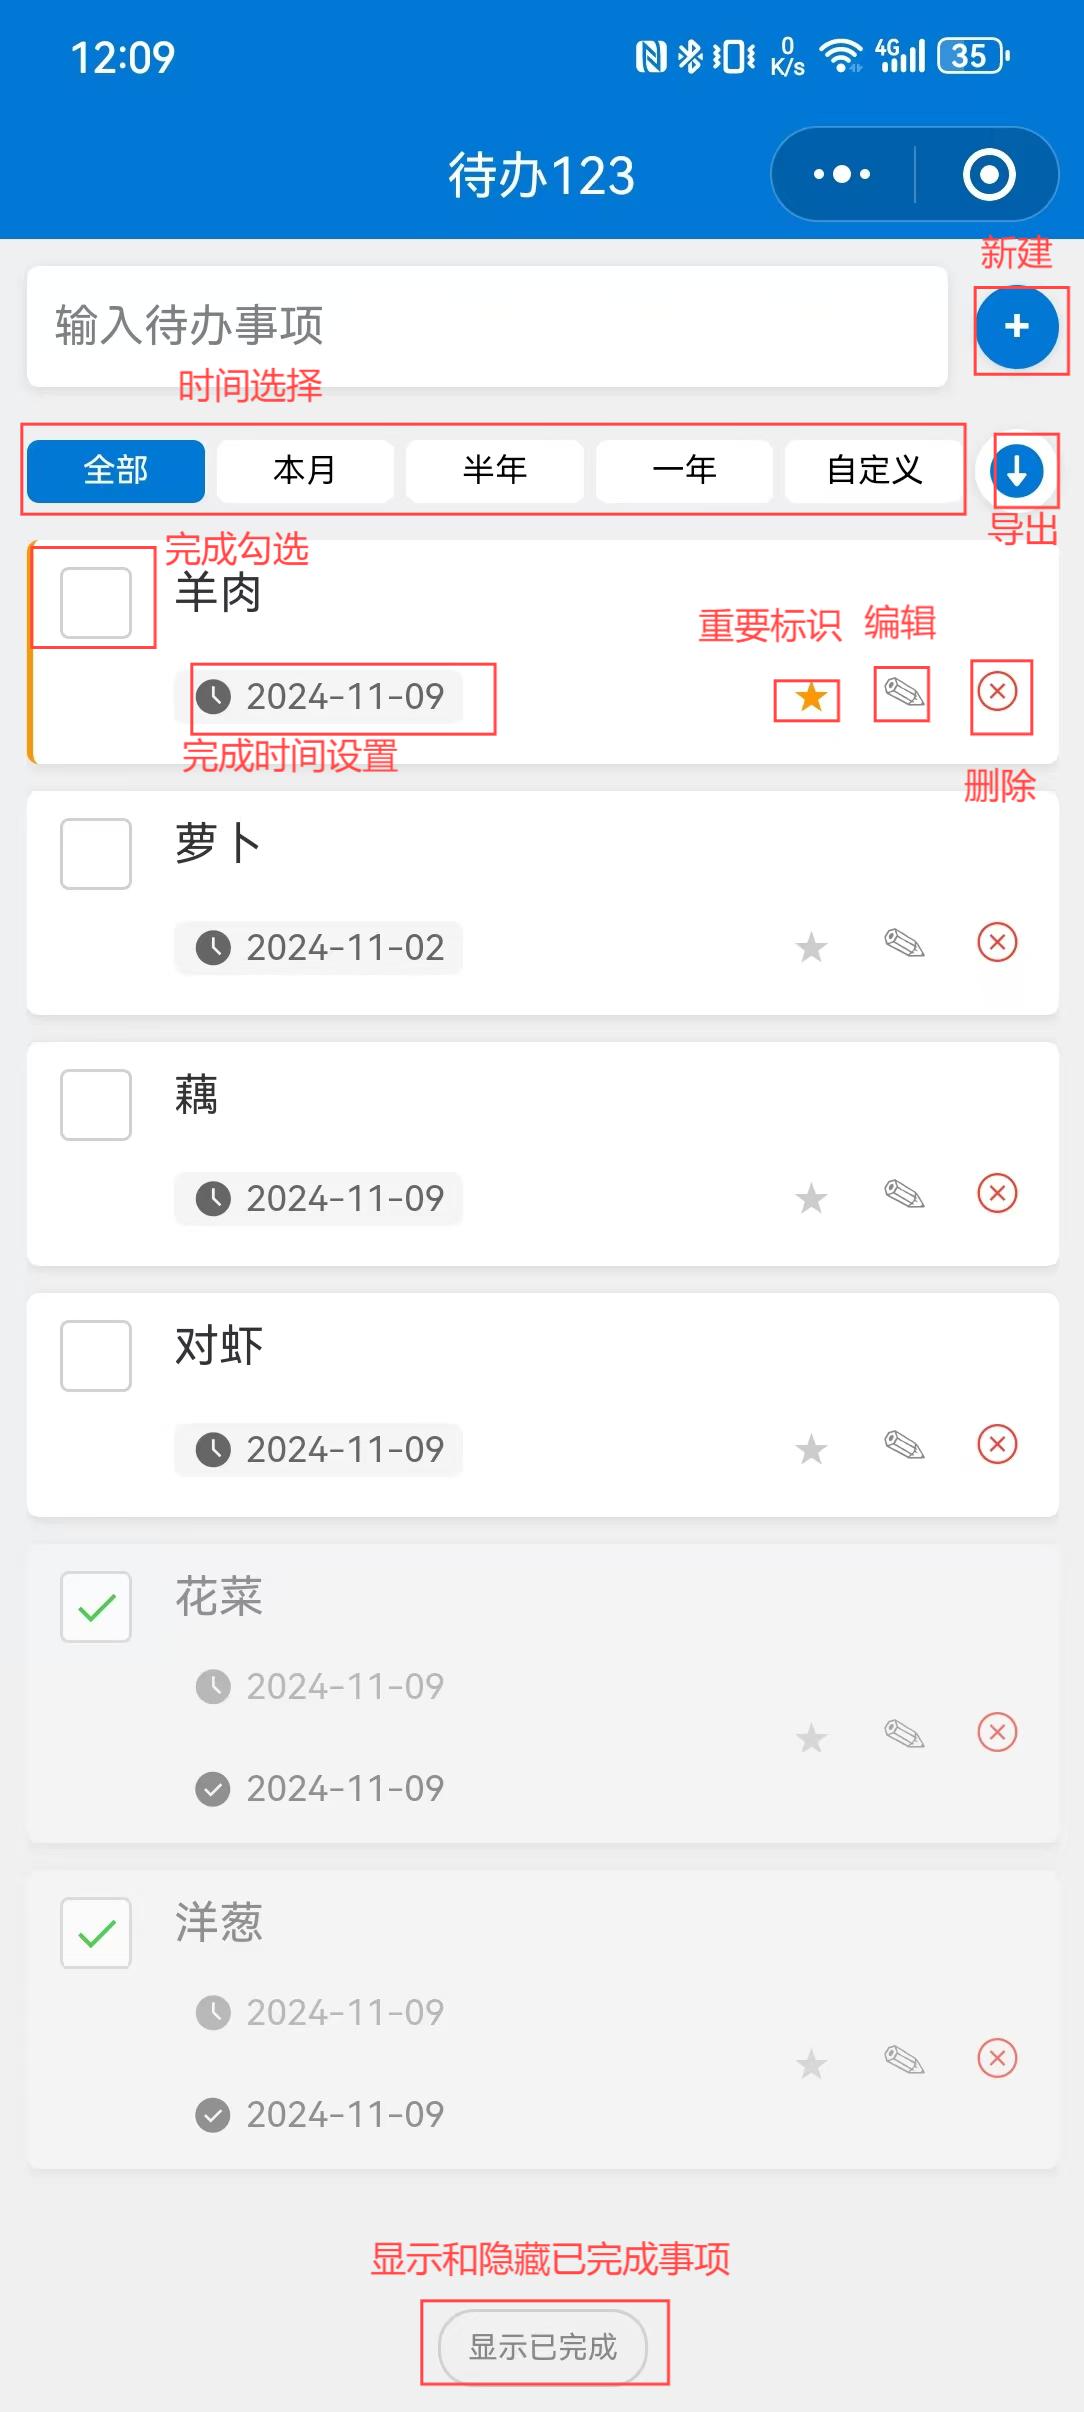 12:09
0
K/s
4G
35
待办123
新建
输入待办事项
时间选择
全部 本月 半年 一年 自定义
导出
完成勾选
羊肉
重要标识 编辑
2024-11-09
完成时间设置
删除
萝卜
2024-11-02
藕
2024-11-09
对虾
2024-11-09
花菜
2024-11-09
2024-11-09
洋葱
2024-11-09
2024-11-09
显示和隐藏已完成事项
显示已完成